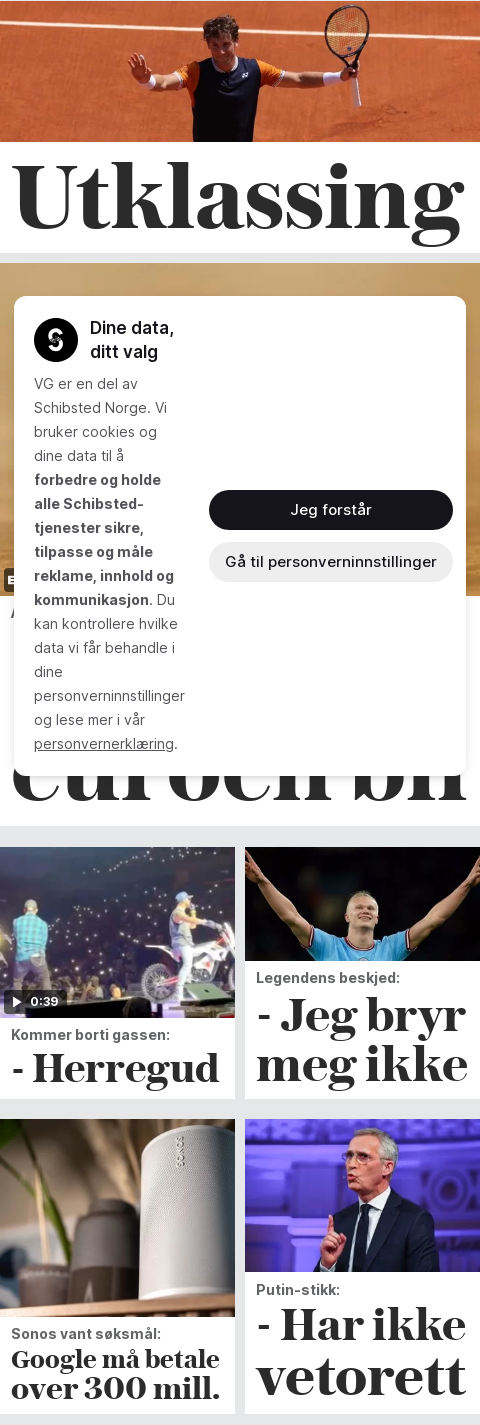 Utklassing
Dine data,
ditt valg
VG er en del av
Schibsted Norge. Vi
bruker cookies og
dine data til å
forbedre og holde
alle Schibsted-
tjenester sikre,
tilpasse og måle
reklame, innhold og
kommunikasjon. Du
kan kontrollere hvilke
data vi får behandle i
dine
personverninnstillinger
og lese mer i vår
personvernerklæring.
Jeg forstår
Gå til personverninnstillinger
0:39
Kommer borti gassen:
- Herregud
Legendens beskjed:
- Jeg bryr
meg ikke
SONOS
Sonos vant søksmål:
Google må betale
over 300 mill.
Putin-stikk:
- Har ikke
vetorett